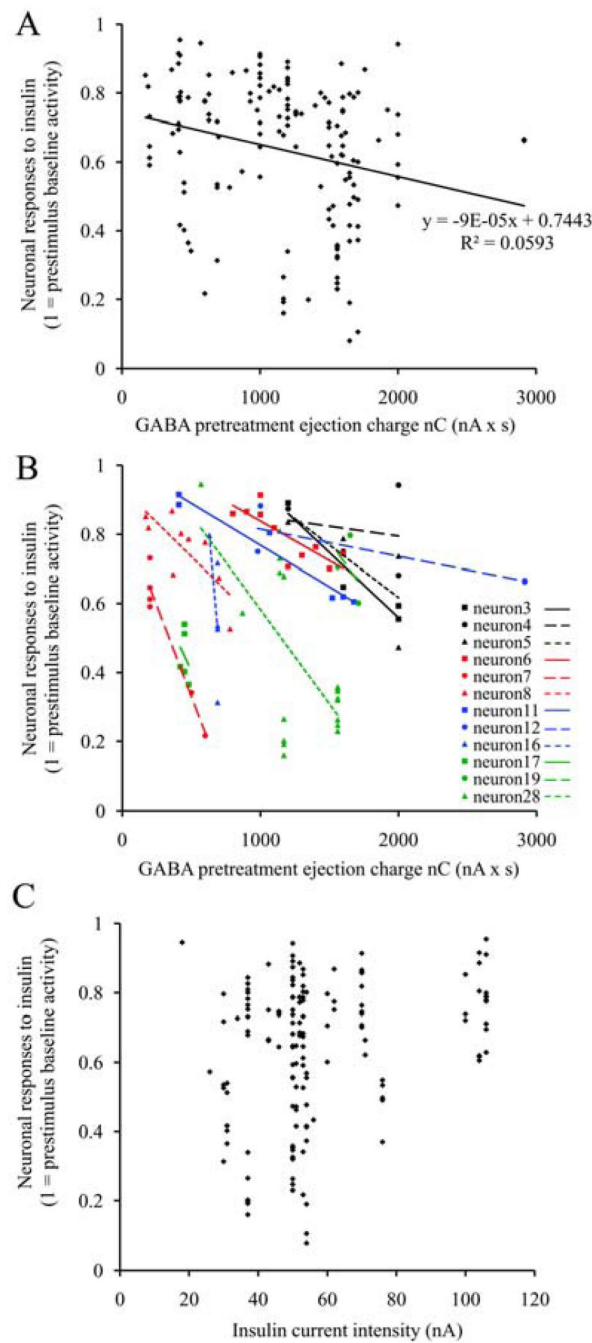 A
Neuronal responses to insulin
(1 = prestimulus baseline activity)
1
0.8
0.6
0.4
0.2
0
y = -9E-05x + 0.7443
R² = 0.0593
0 1000 2000 3000
GABA pretreatment ejection charge nC (nA x s)
B
Neuronal responses to insulin
(1 = prestimulus baseline activity)
1
0.8
0.6
0.4
0.2
0
neuron3
neuron4
neuron5
neuron6
neuron7
neuron8
neuron11
neuron12
neuron16
neuron17
neuron19
neuron28
0 1000 2000 3000
GABA pretreatment ejection charge nC (nA x s)
C
Neuronal responses to insulin
(1 = prestimulus baseline activity)
1
0.8
0.6
0.4
0.2
0
0 20 40 60 80 100 120
Insulin current intensity (nA)